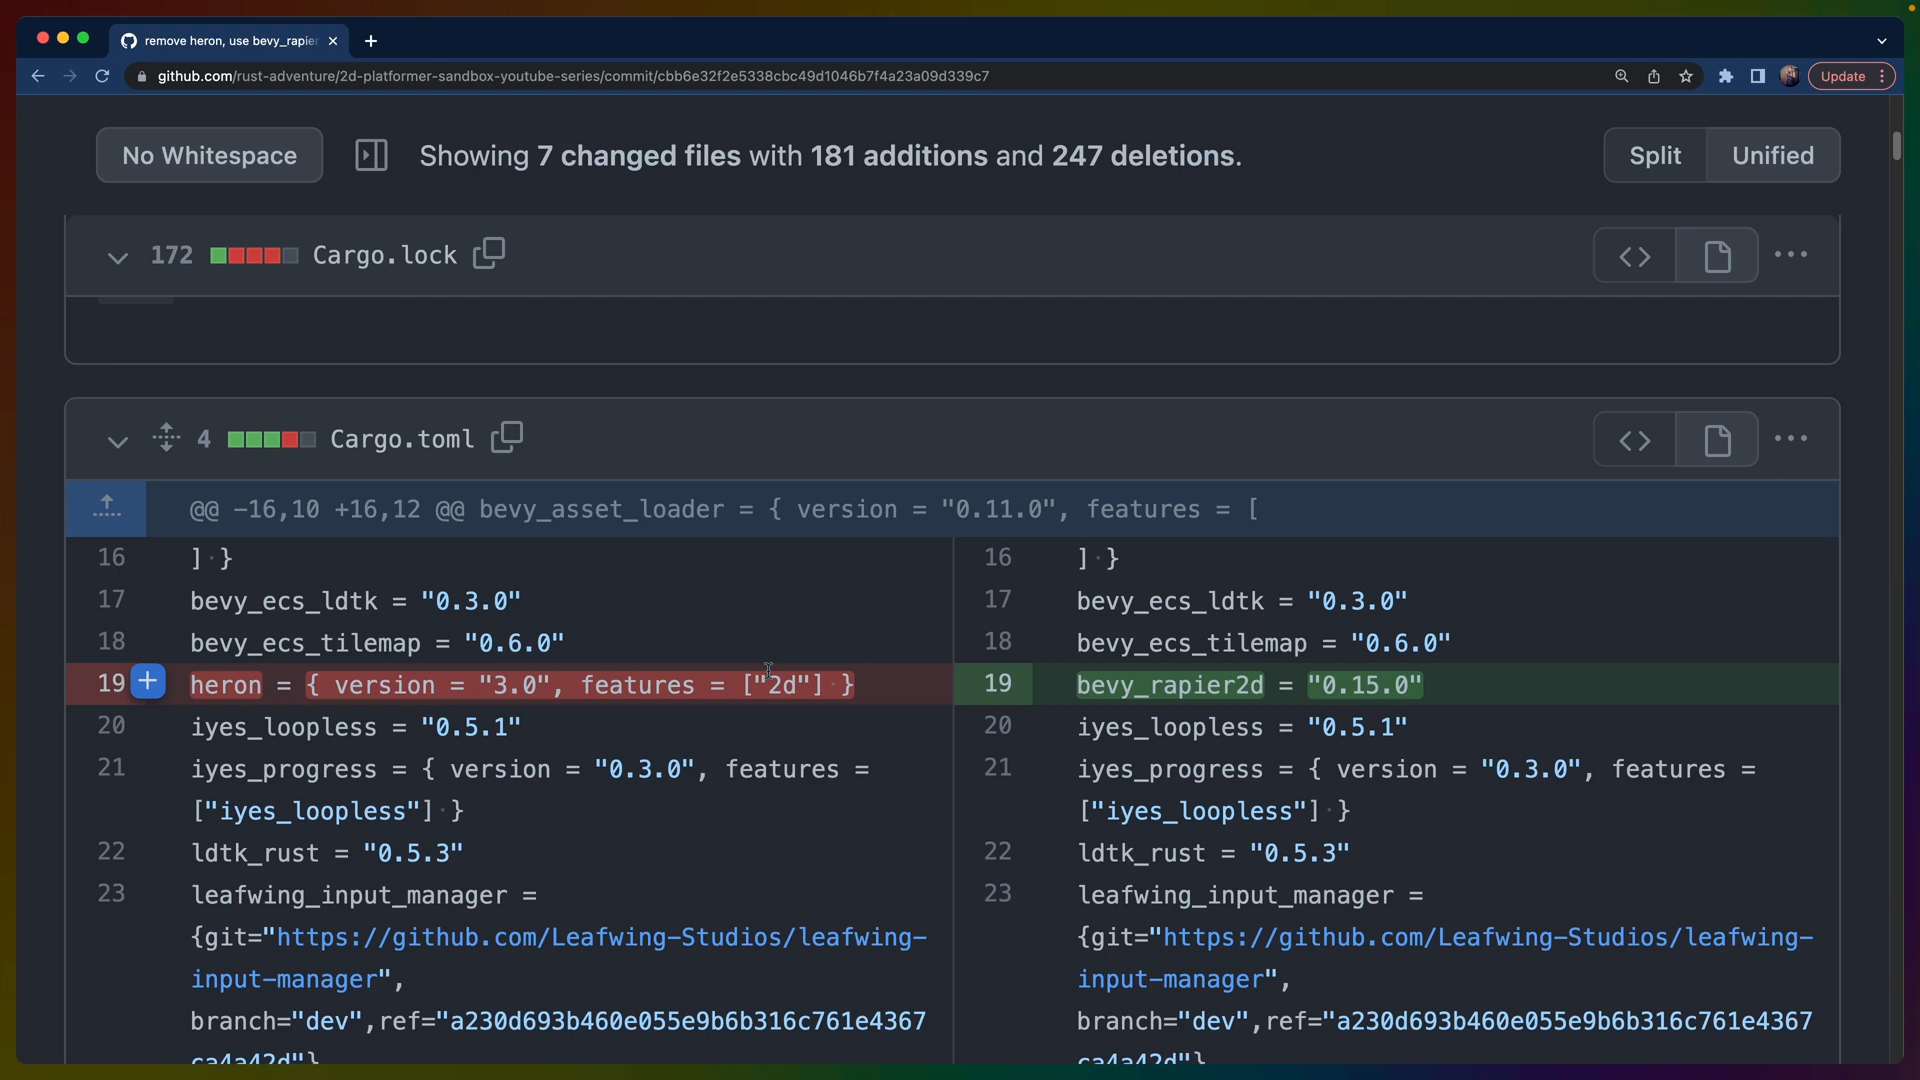 remove heron, use bevy_rapie
github.com/rust-adventure/2d-platformer-sandbox-youtube-series/commit/cbb6e32f2e5338cbc49d1046b7f4a23a09d339c7
Update
No Whitespace
Showing 7 changed files with 181 additions and 247 deletions.
Split
Unified
172
Cargo.lock
4
Cargo.toml
@@ -16,10 +16,12 @@ bevy_asset_loader = { version = "0.11.0", features = [
16 ] · }
17 bevy_ecs_ldtk = "0.3.0"
18 bevy_ecs_tilemap = "0.6.0"
19 heron = { version = "3.0", features = ["2d"] · }
20 iyes_loopless = "0.5.1"
21 iyes_progress = { version = "0.3.0", features =
["iyes_loopless"] · }
22 ldtk_rust = "0.5.3"
23 leafwing_input_manager =
{git="https://github.com/Leafwing-Studios/leafwing-
input-manager",
branch="dev",ref="a230d693b460e055e9b6b316c761e4367
ca4a42d"}
16 ] · }
17 bevy_ecs_ldtk = "0.3.0"
18 bevy_ecs_tilemap = "0.6.0"
19 bevy_rapier2d = "0.15.0"
20 iyes_loopless = "0.5.1"
21 iyes_progress = { version = "0.3.0", features =
["iyes_loopless"] · }
22 ldtk_rust = "0.5.3"
23 leafwing_input_manager =
{git="https://github.com/Leafwing-Studios/leafwing-
input-manager",
branch="dev",ref="a230d693b460e055e9b6b316c761e4367
ca4a42d"}